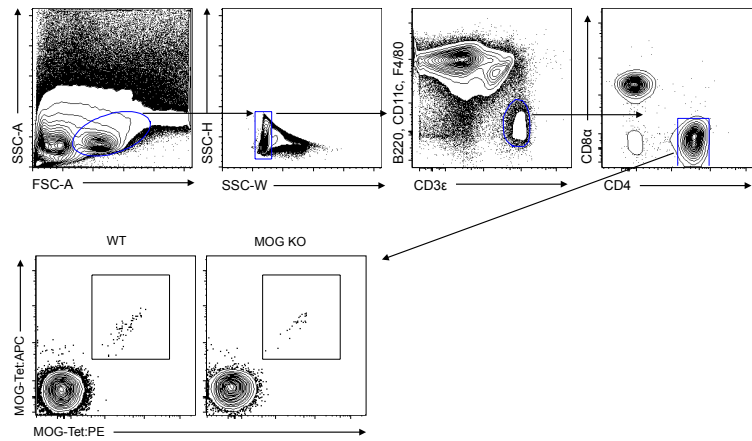 SSC-A
FSC-A
SSC-H
SSC-W
B220, CD11c, F4/80
CD3ε
CD8α
CD4
WT
MOG KO
MOG-Tet:APC
MOG-Tet:PE